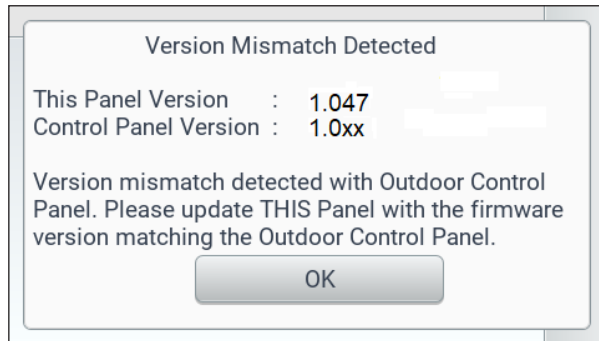 Version Mismatch Detected
This Panel Version : 1.047
Control Panel Version : 1.0xx
Version mismatch detected with Outdoor Control
Panel. Please update THIS Panel with the firmware
version matching the Outdoor Control Panel.
OK